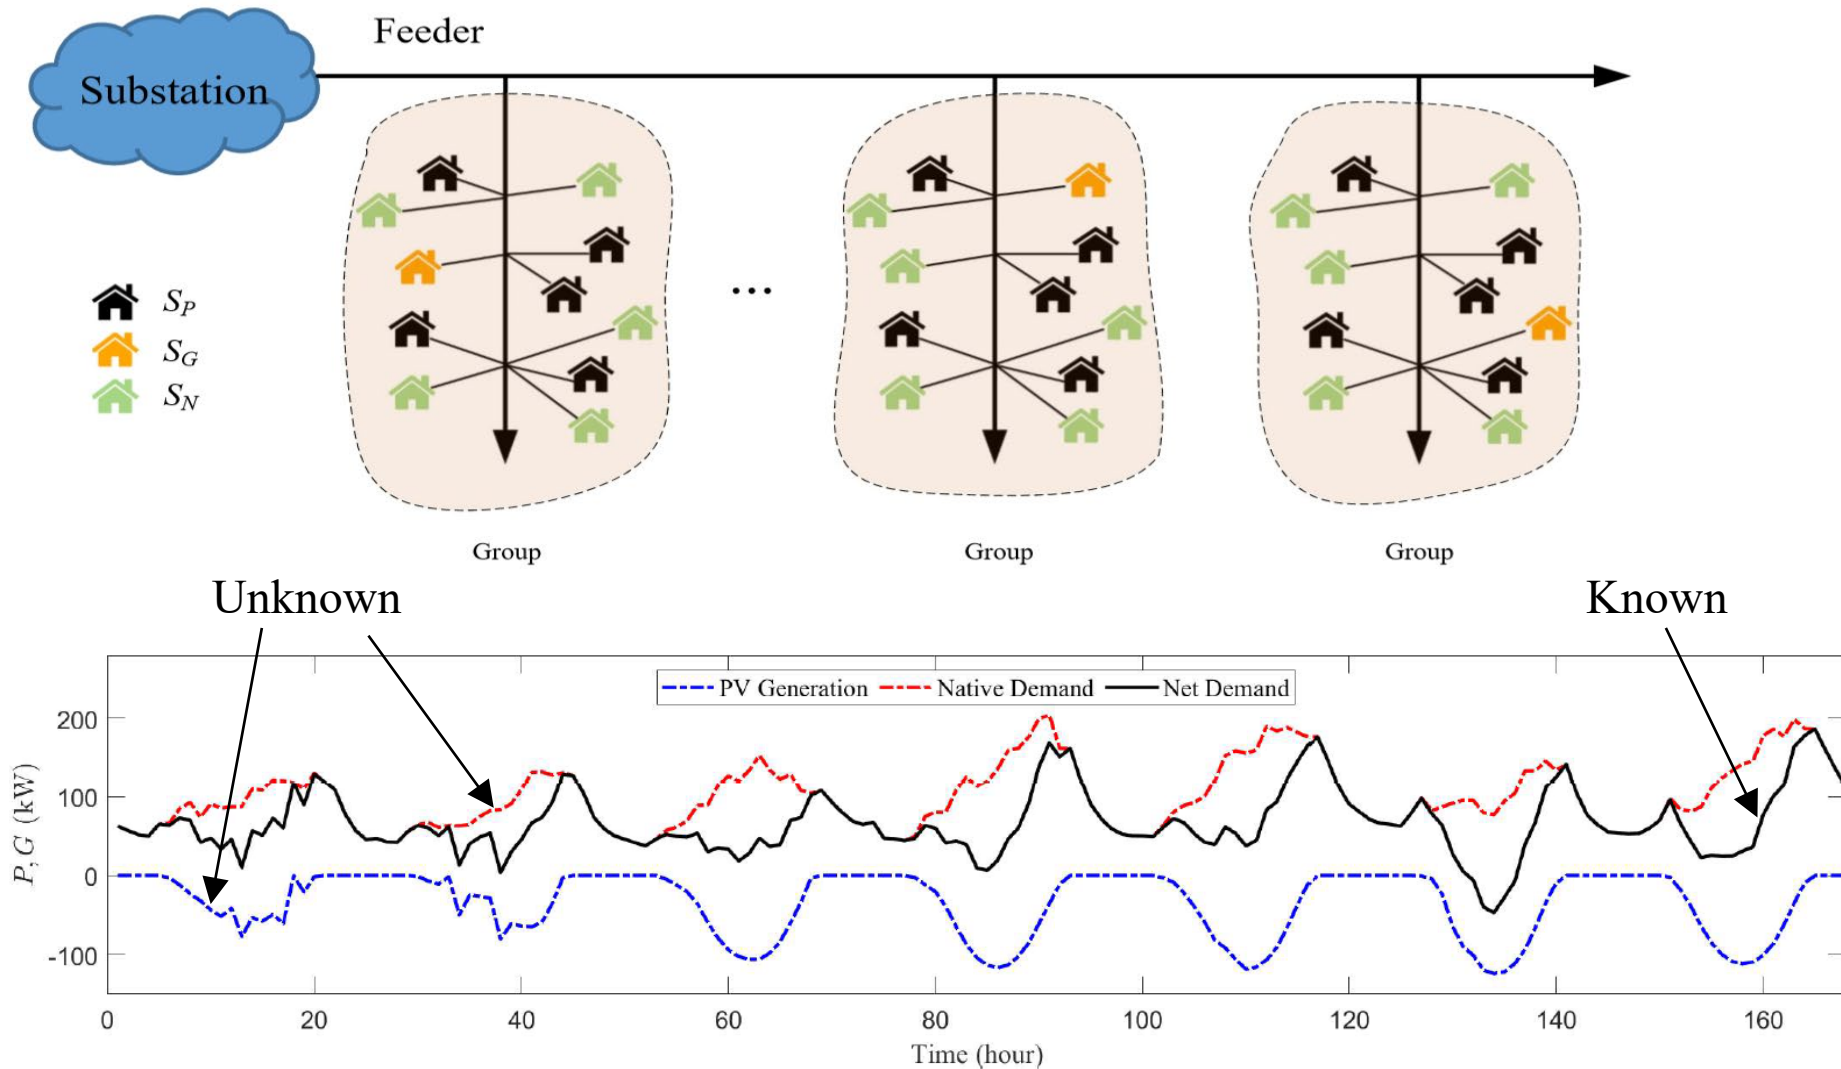 Feeder
Substation
S_P
S_G
S_N
...
Group Group Group
Unknown Known
PV Generation Native Demand Net Demand
200
100
0
-100
P, G (kW)
0 20 40 60 80 100 120 140 160
Time (hour)